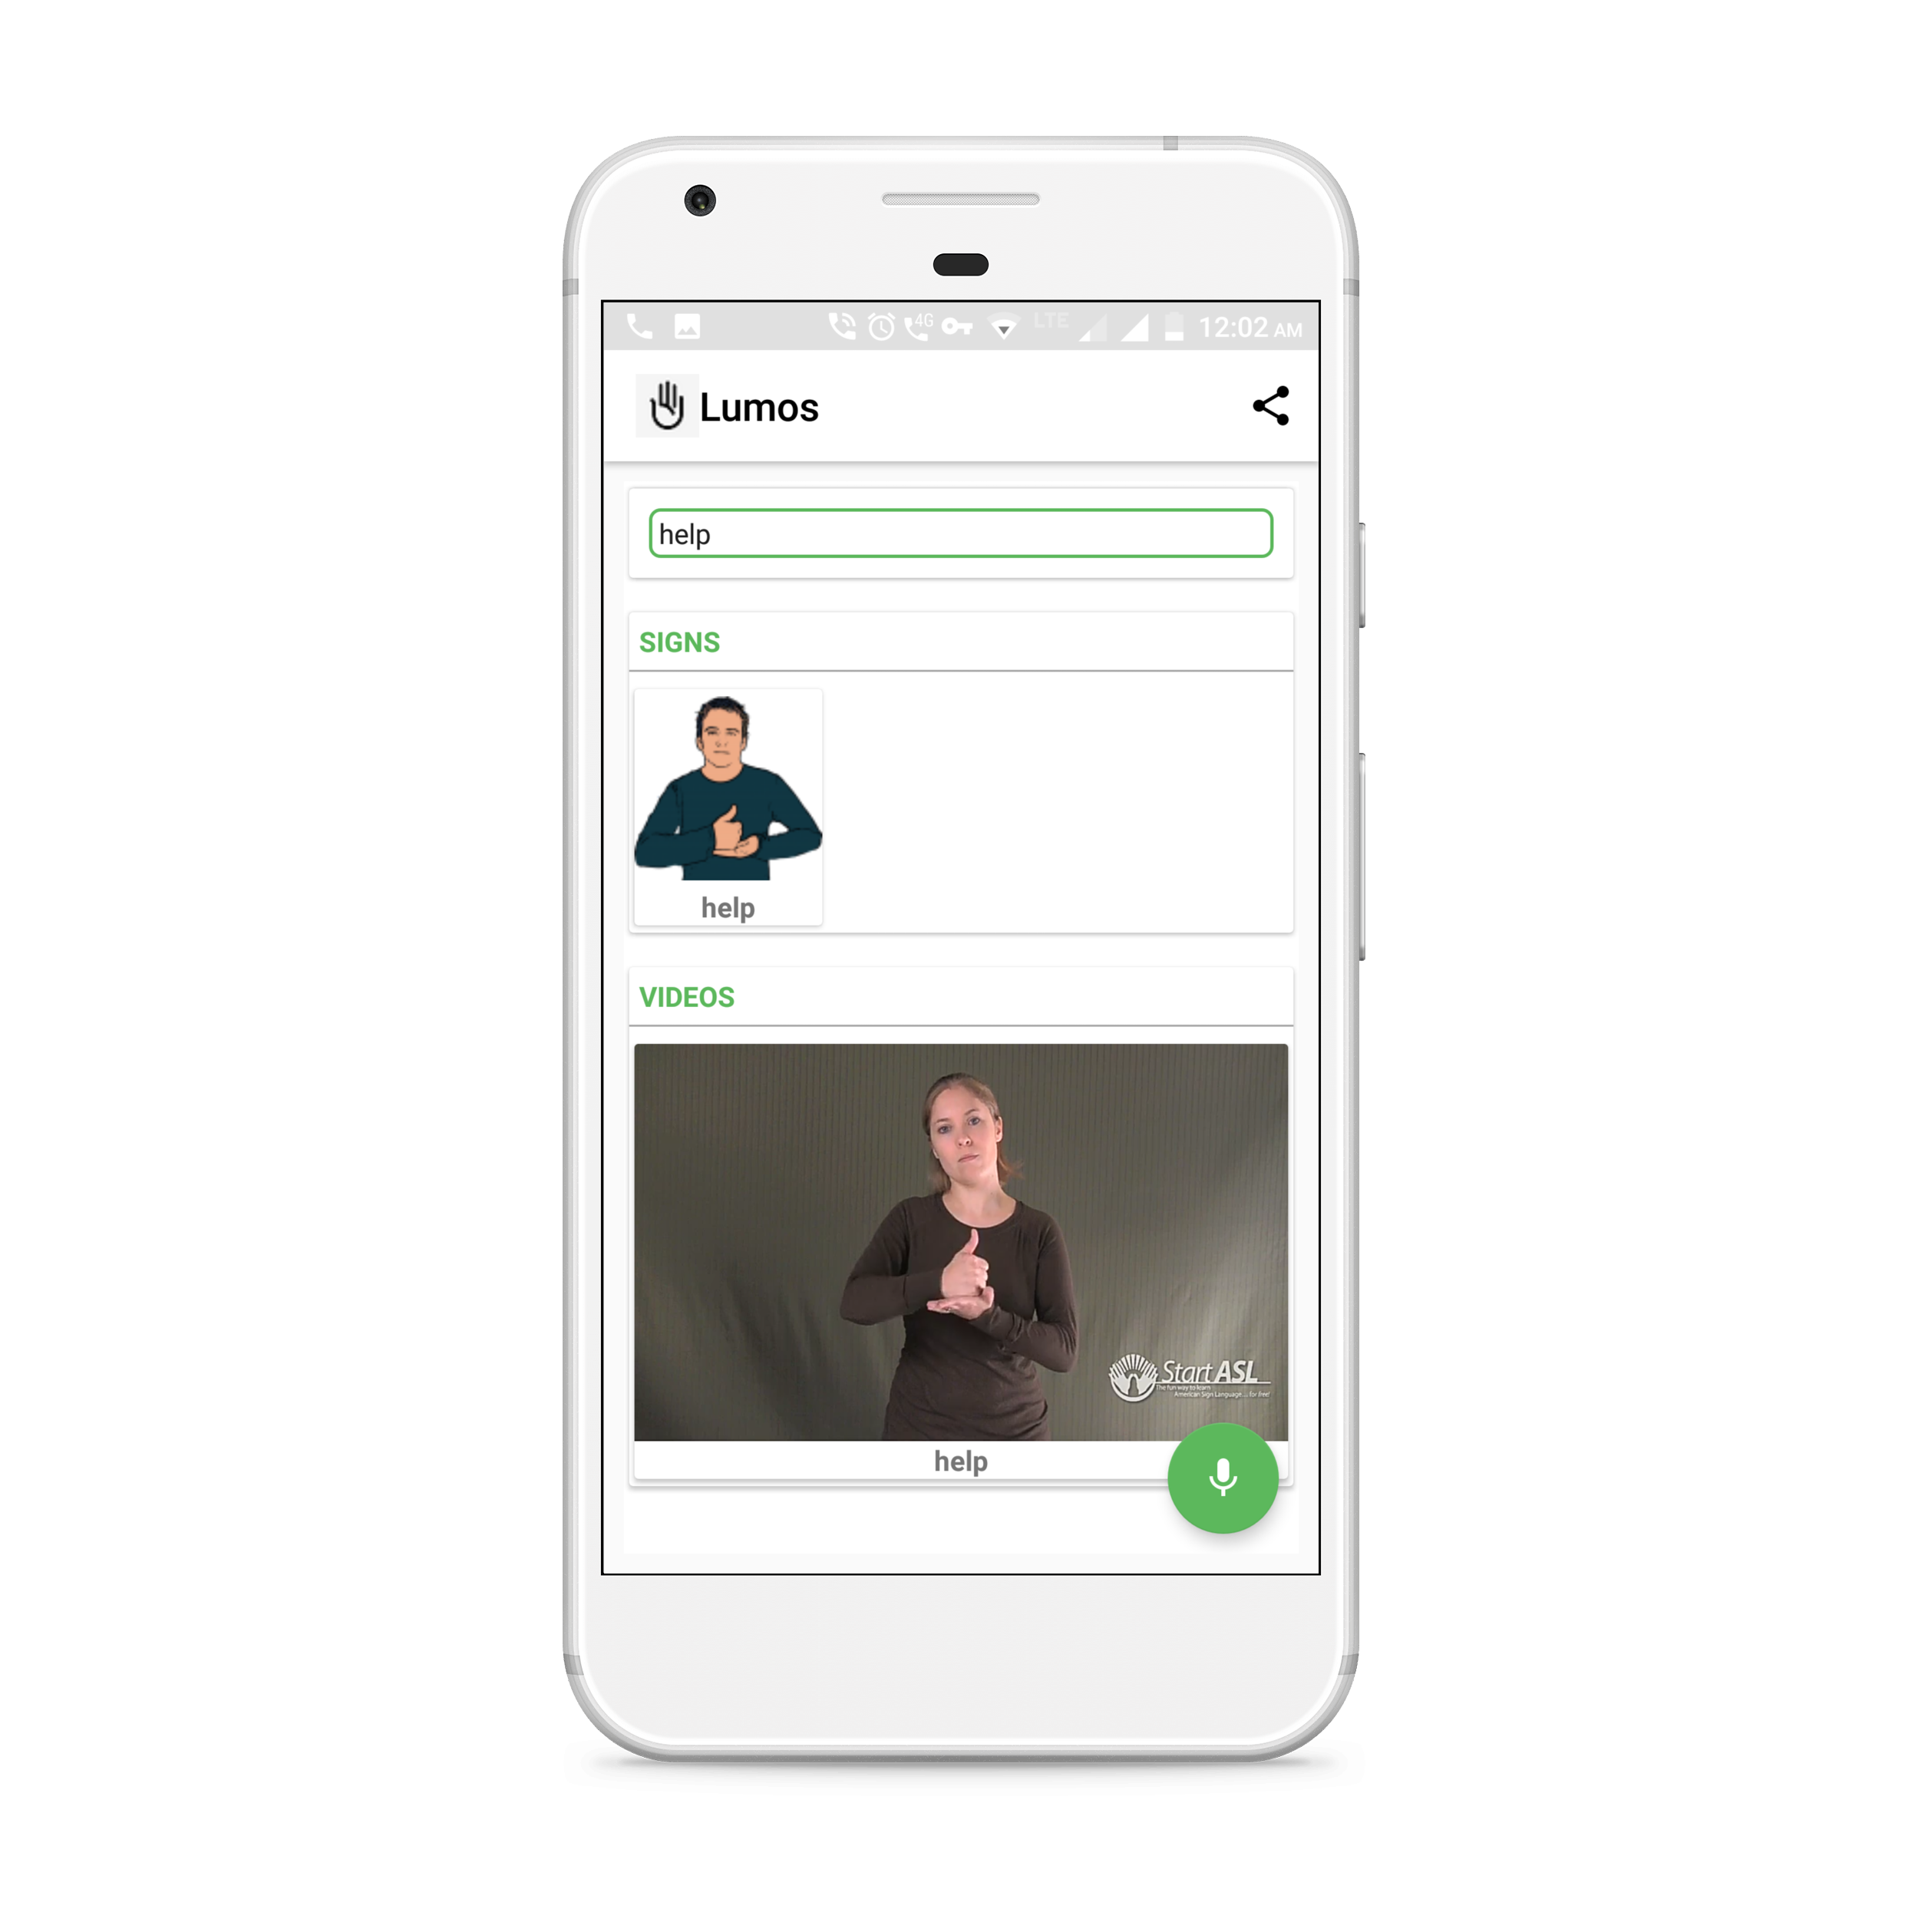 4G LTE 12:02 AM
Lumos
help
SIGNS
help
VIDEOS
Start ASL
The fun way to learn
American Sign Language ... for free!
help